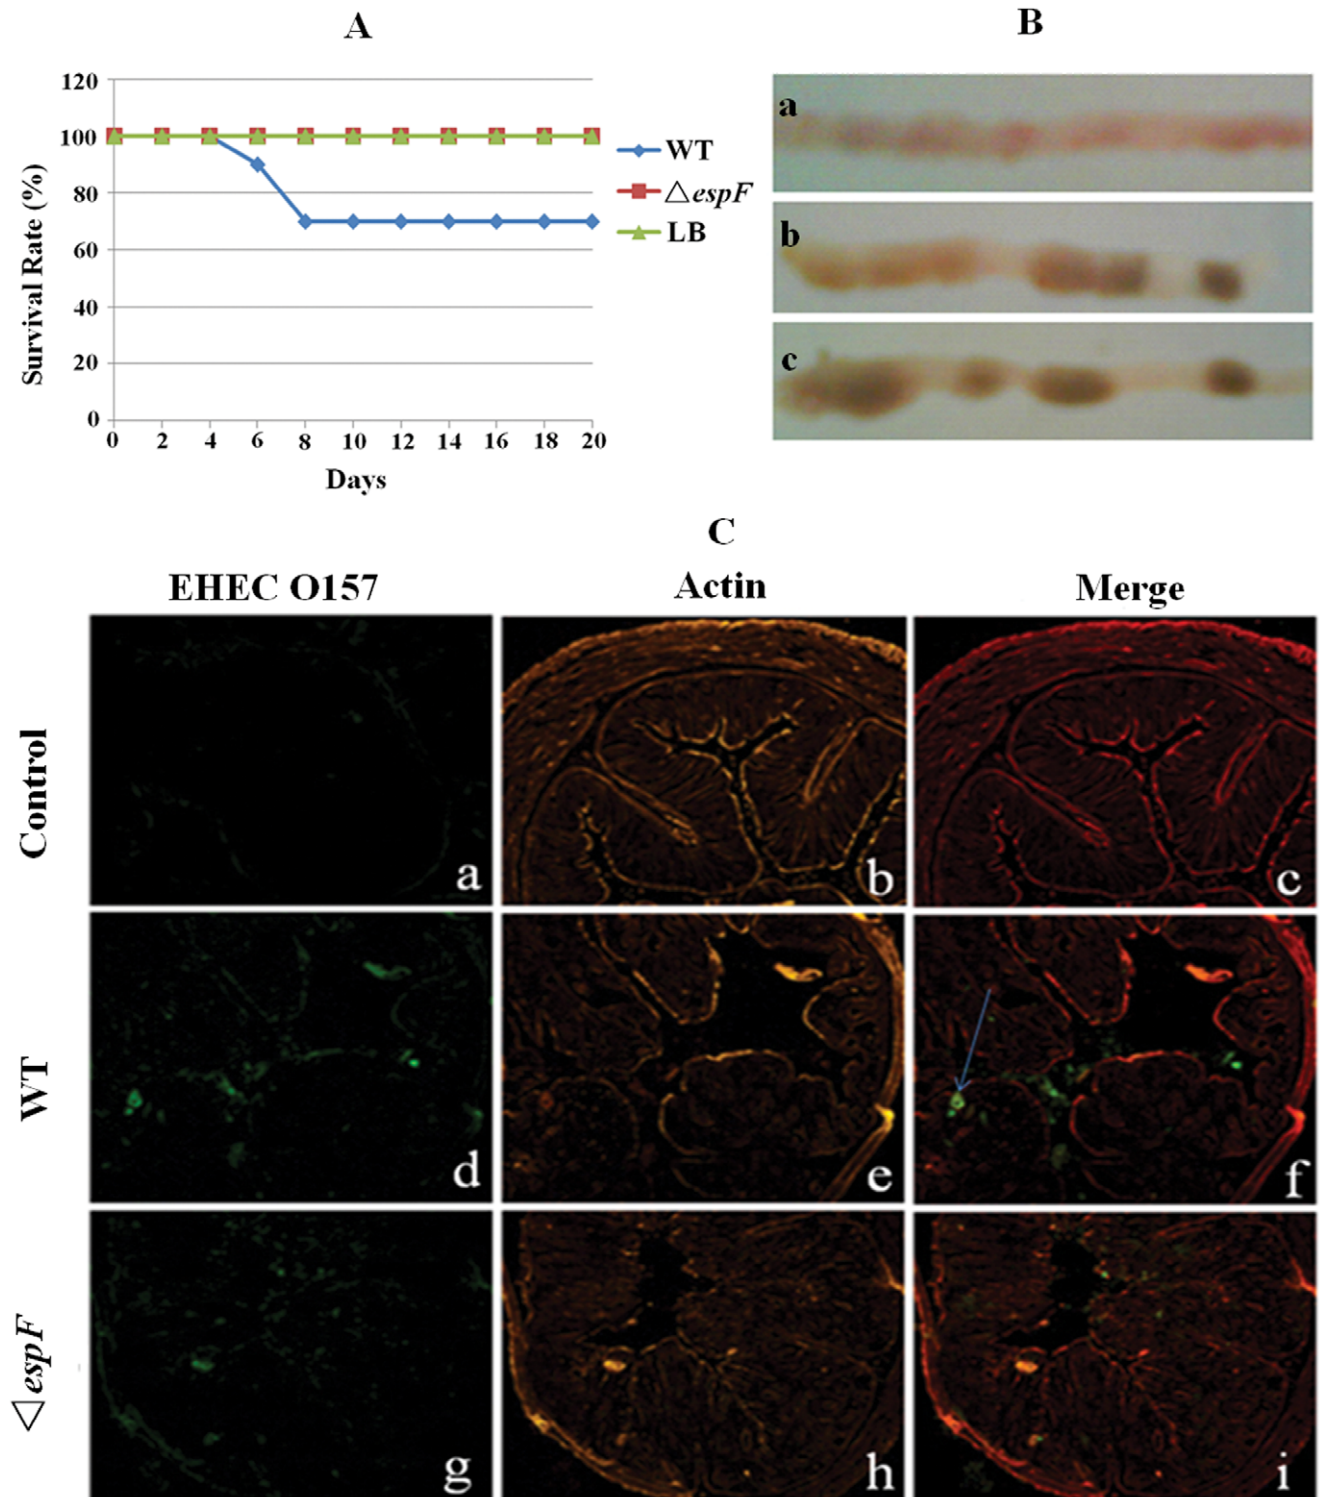 A
B
120
100
80
60
40
20
0
0 2 4 6 8 10 12 14 16 18 20
Survival Rate (%)
Days
WT
△espF
LB
a
b
c
C
EHEC O157 Actin Merge
Control
a b c
WT
d e f
△espF
g h i